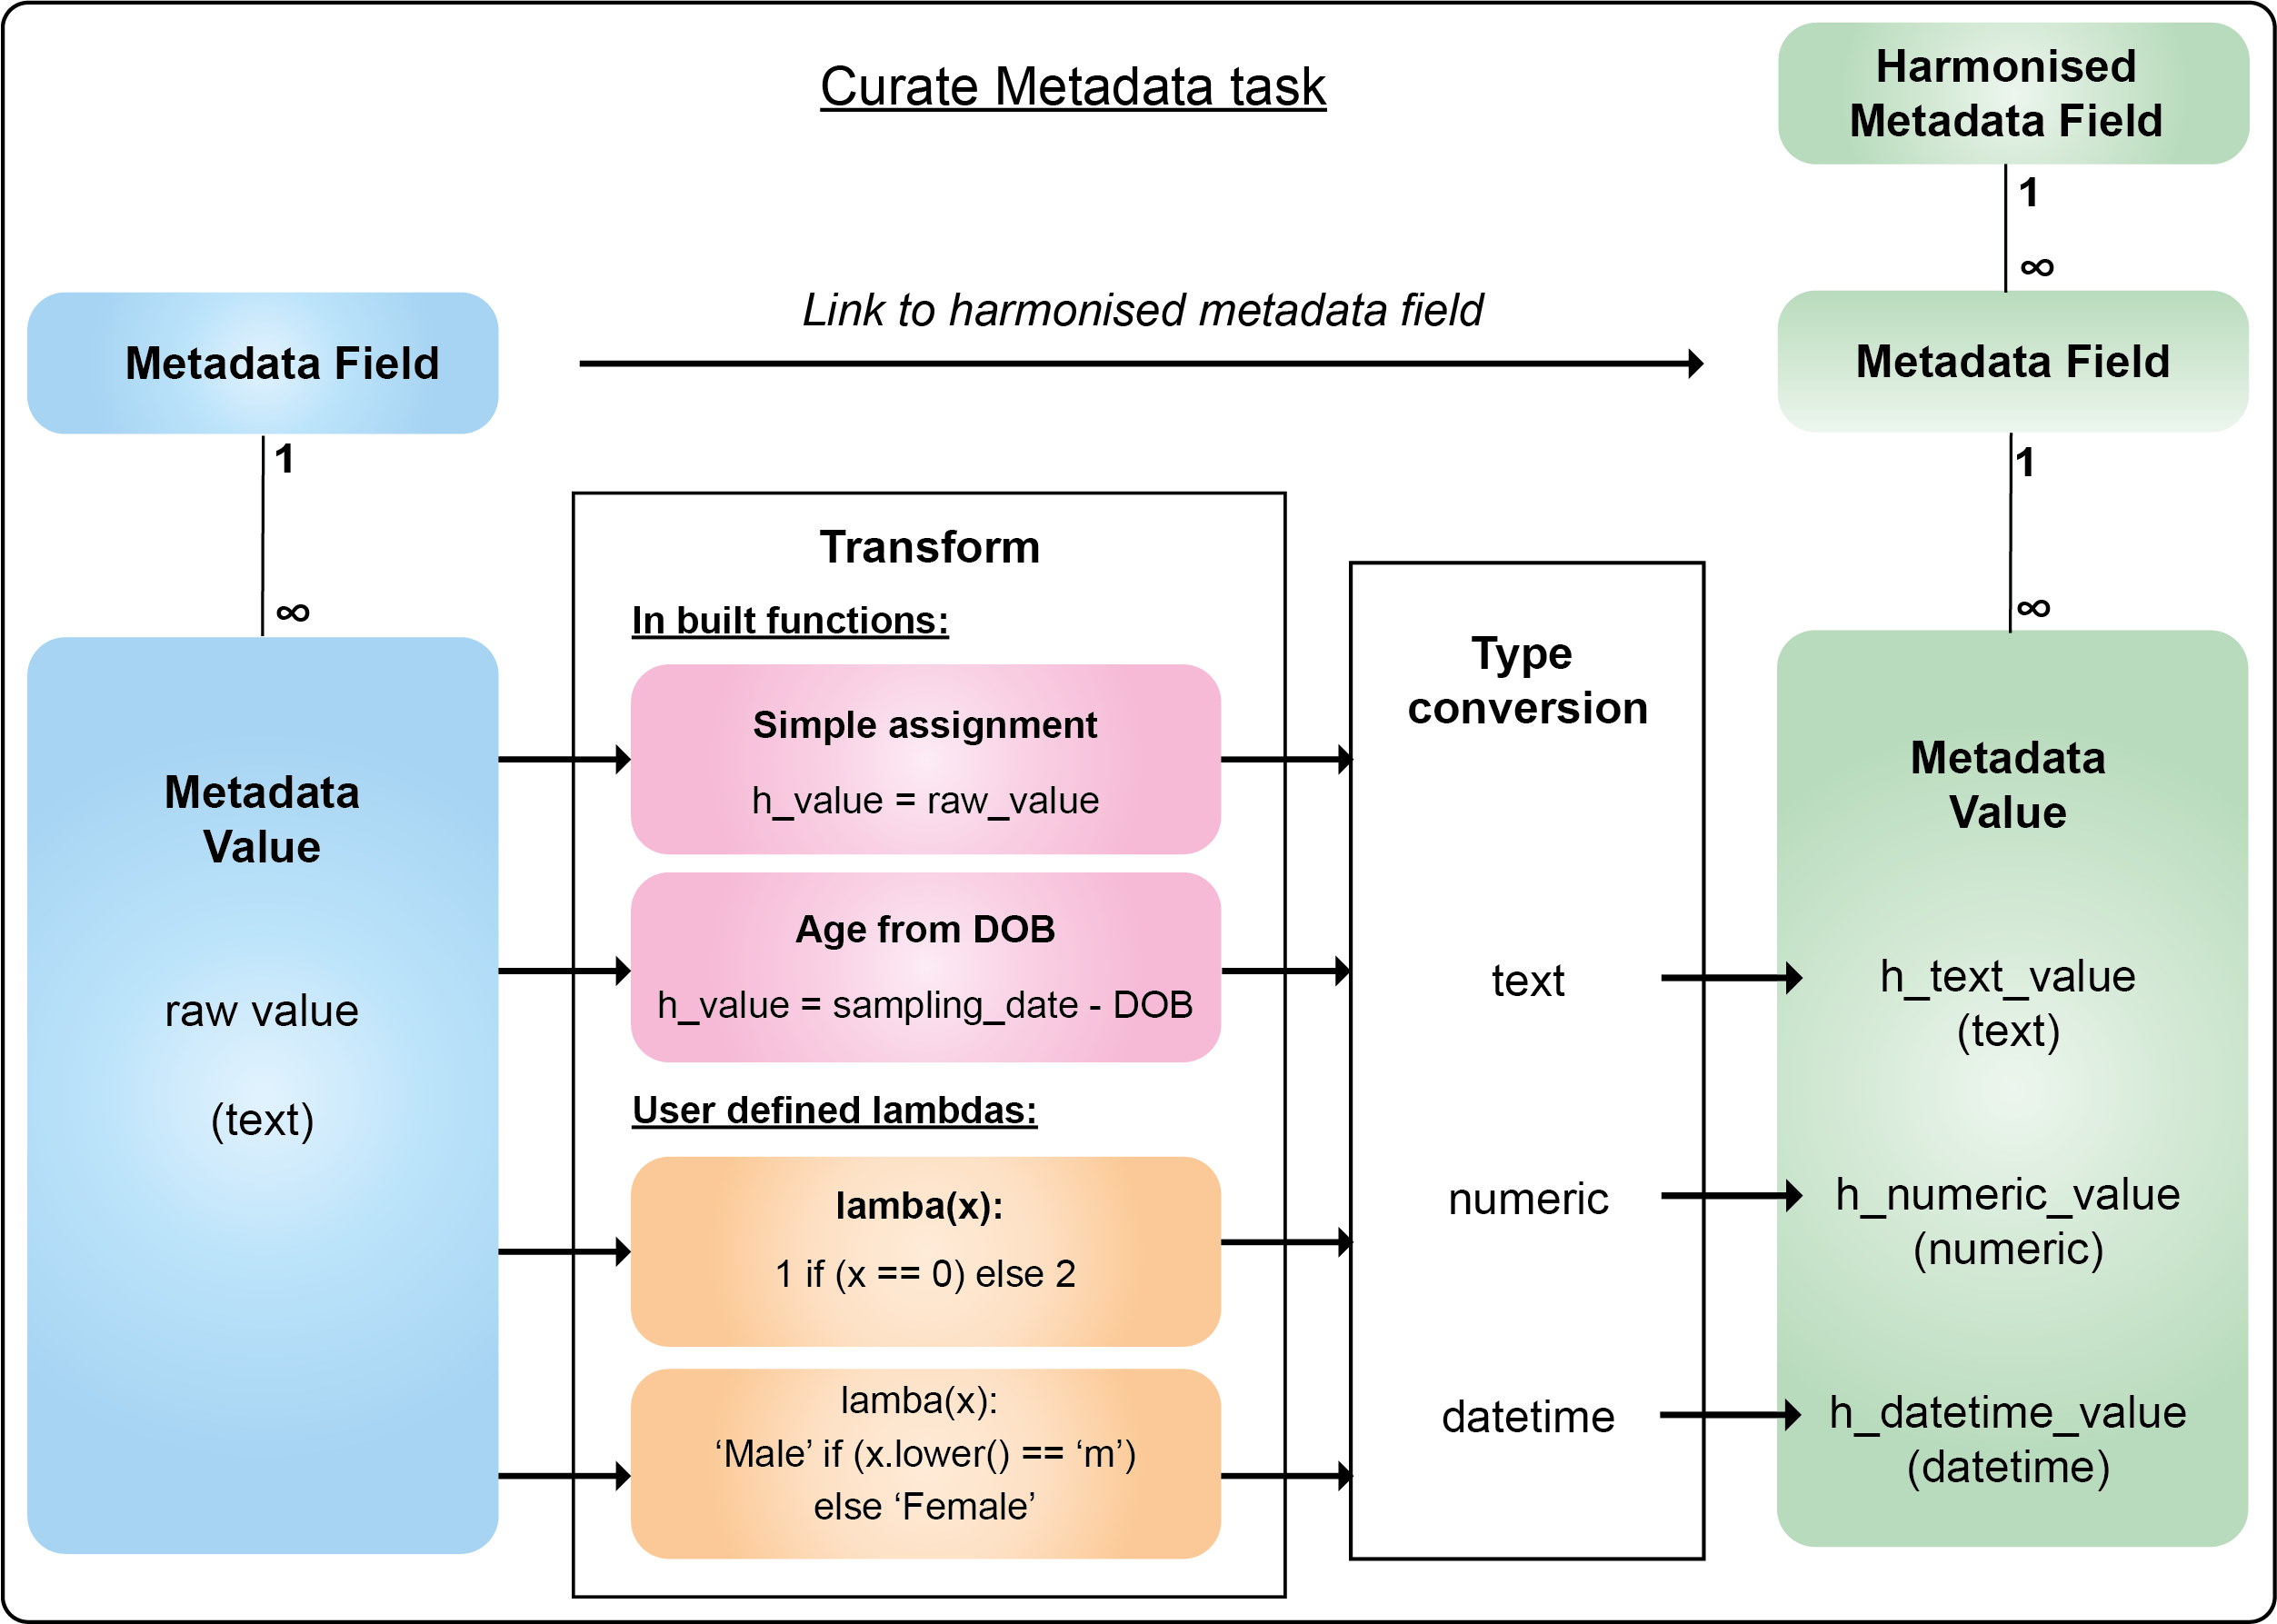 Curate Metadata task
Harmonised
Metadata Field
1
∞
Link to harmonised metadata field
Metadata Field
Metadata Field
1
∞
1
∞
Transform
In built functions:
Simple assignment
h_value = raw_value
Age from DOB
h_value = sampling_date - DOB
User defined lambdas:
lamba(x):
1 if (x == 0) else 2
lamba(x):
‘Male’ if (x.lower() == ‘m’)
else ‘Female’
Metadata
Value
raw value
(text)
Type
conversion
text
numeric
datetime
Metadata
Value
h_text_value
(text)
h_numeric_value
(numeric)
h_datetime_value
(datetime)